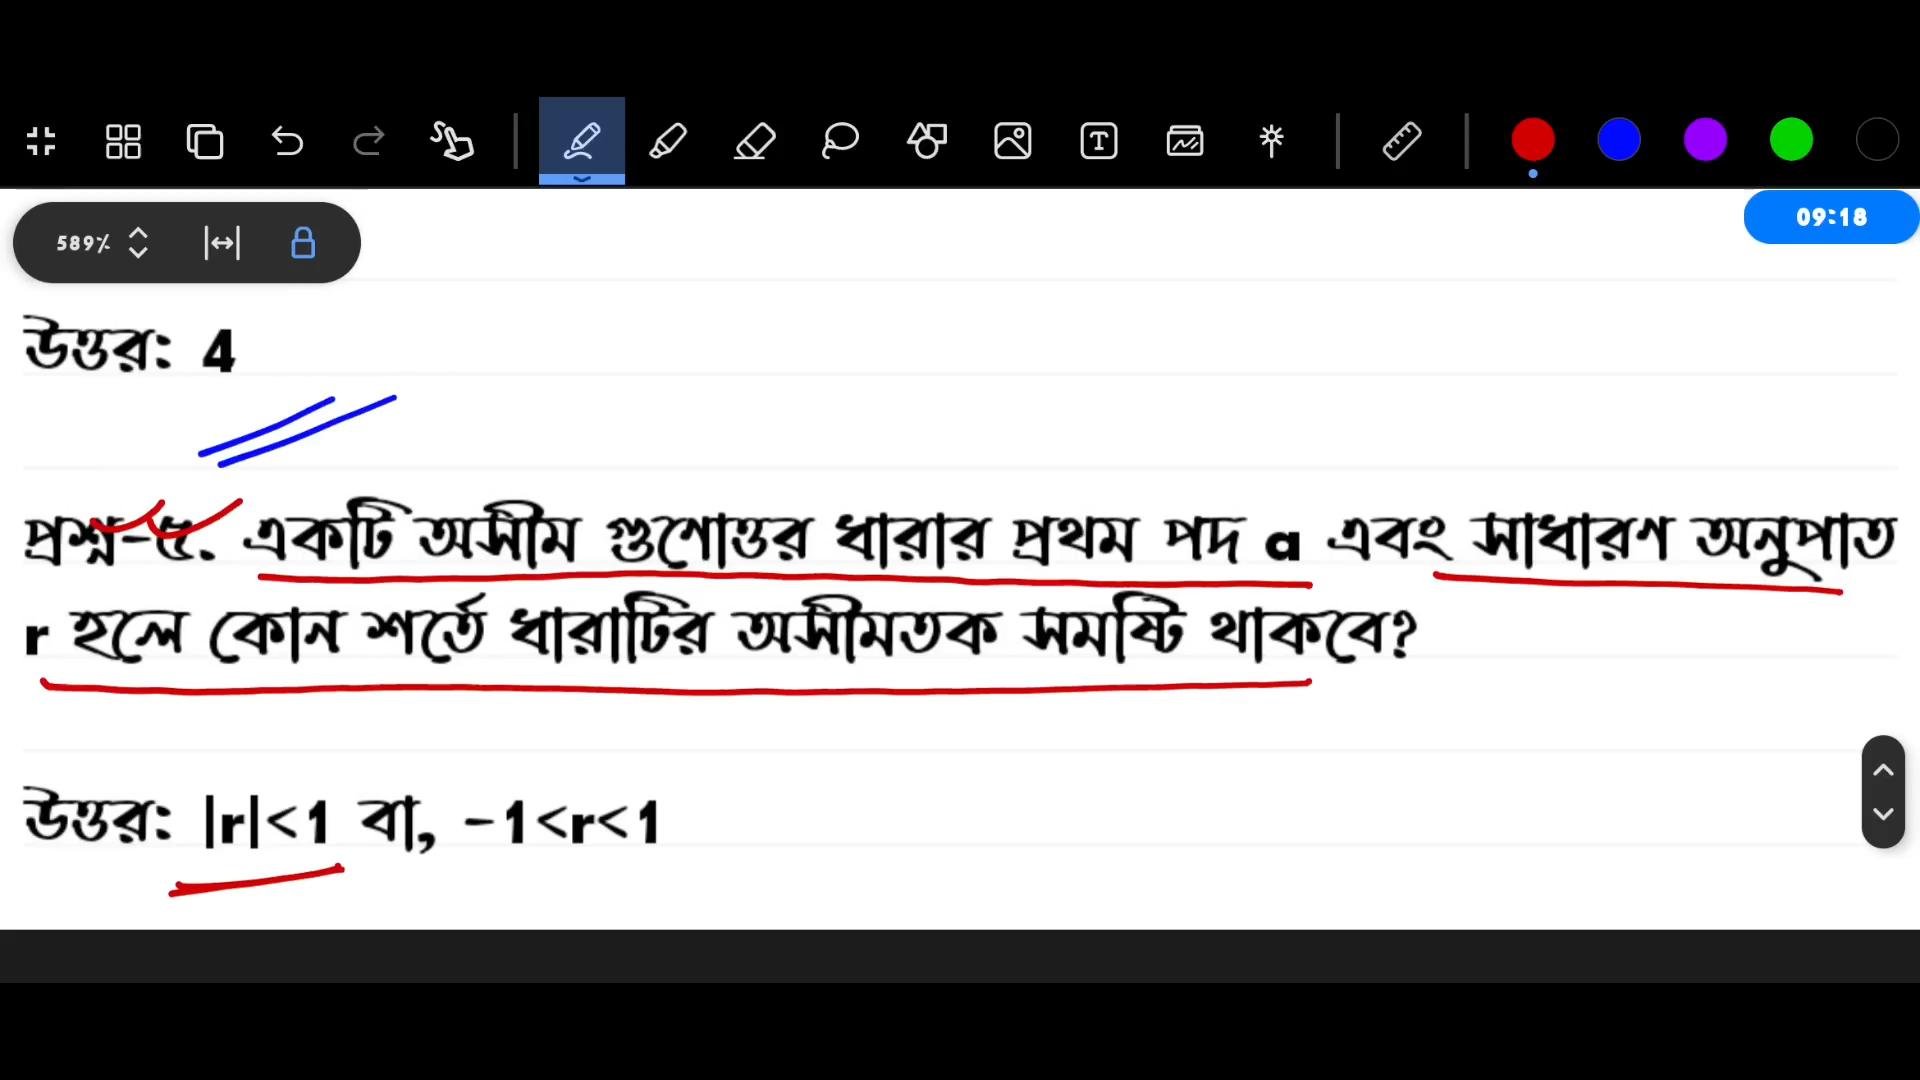 589%
09:18
উত্তর: 4
প্রশ্ন-৫. একটি অসীম গুণোত্তর ধারার প্রথম পদ a এবং সাধারণ অনুপাত
r হলে কোন শর্তে ধারাটির অসীমতক সমষ্টি থাকবে?
উত্তর: |r|<1 বা, -1<r<1